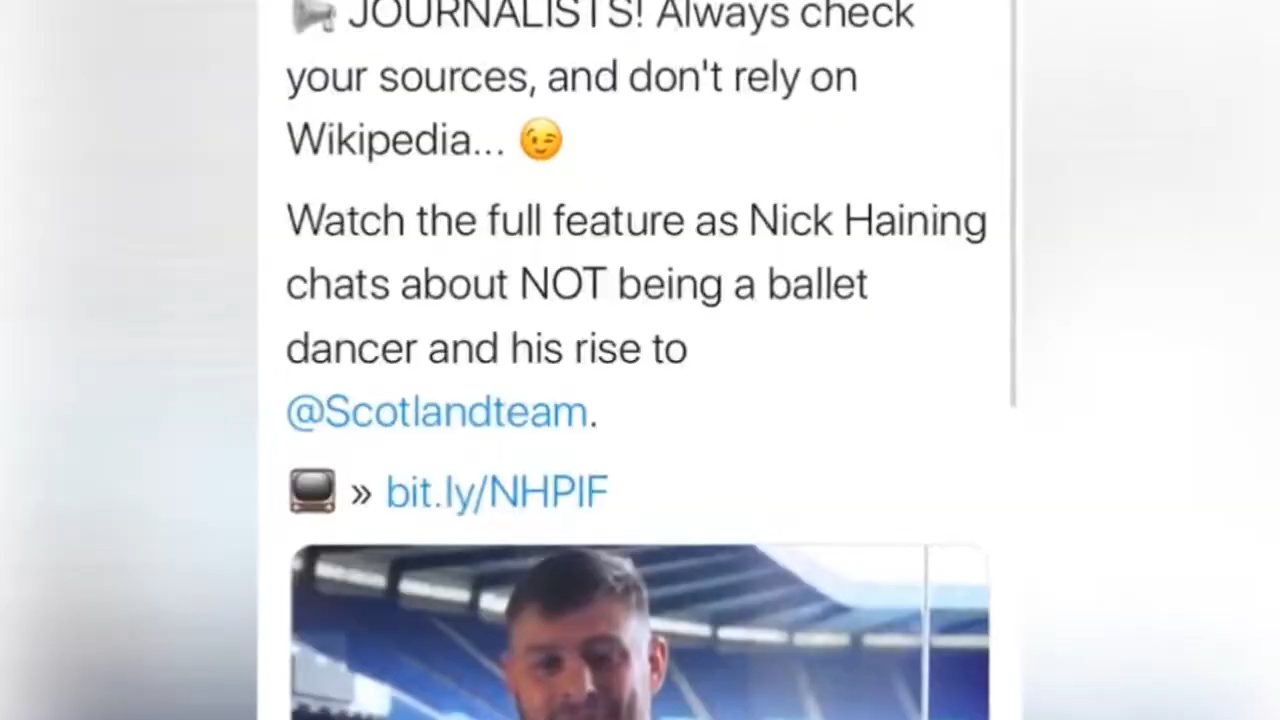 JOURNALISTS! Always check
your sources, and don't rely on
Wikipedia... 😉
Watch the full feature as Nick Haining
chats about NOT being a ballet
dancer and his rise to
@Scotlandteam.
📺 » bit.ly/NHPIF